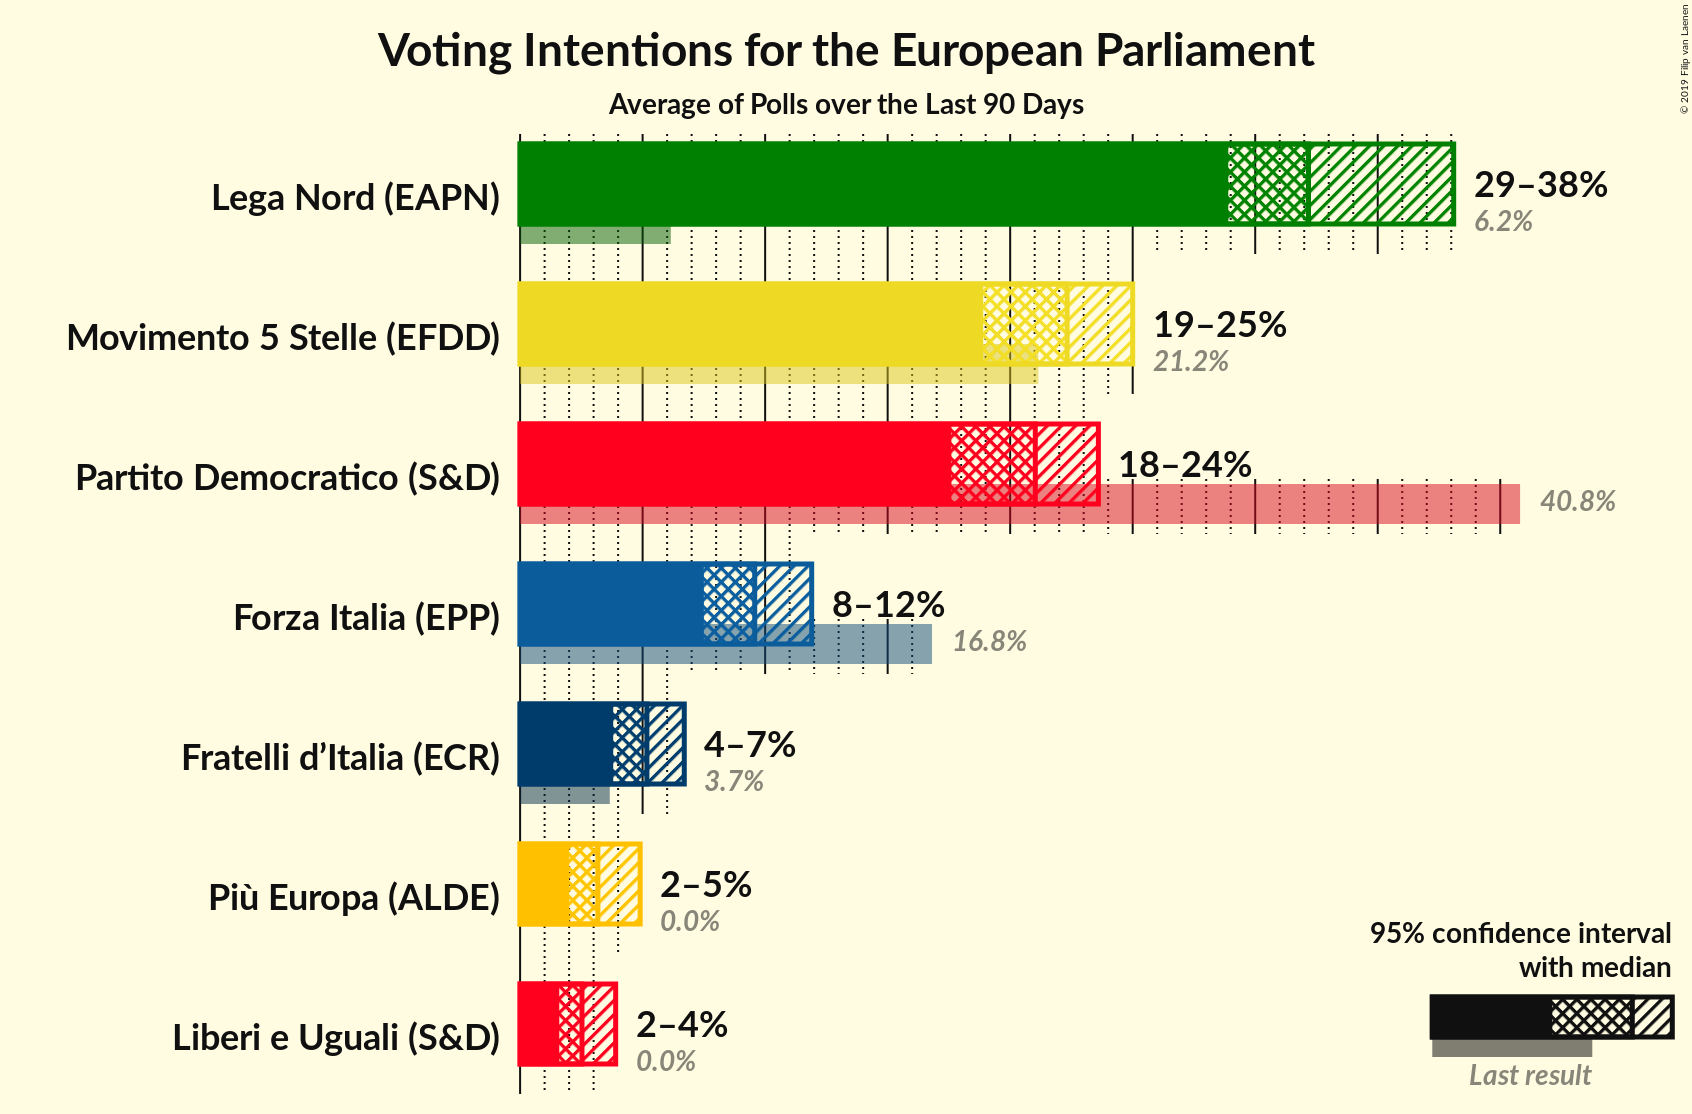 Voting Intentions for the European Parliament
Average of Polls over the Last 90 Days
© 2019 Filip van Laenen
Lega Nord (EAPN)
29–38%
6.2%
Movimento 5 Stelle (EFDD)
19–25%
21.2%
Partito Democratico (S&D)
18–24%
40.8%
Forza Italia (EPP)
8–12%
16.8%
Fratelli d’Italia (ECR)
4–7%
3.7%
Più Europa (ALDE)
2–5%
0.0%
Liberi e Uguali (S&D)
2–4%
0.0%
95% confidence interval
with median
Last result